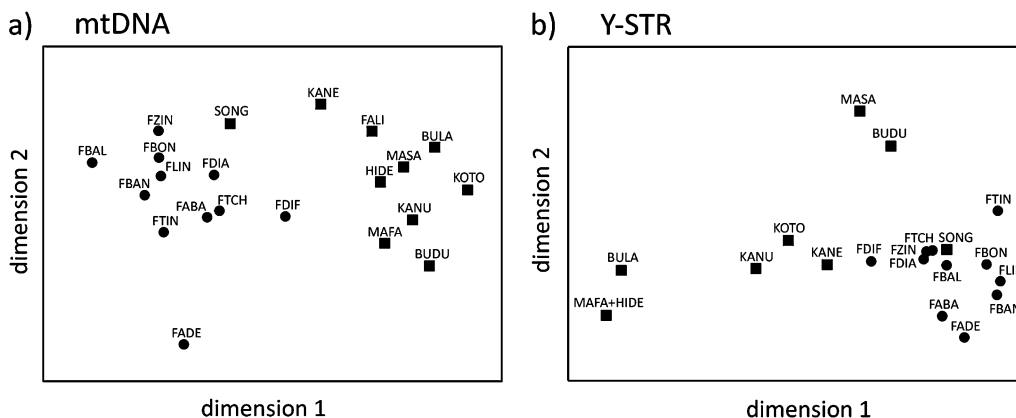 a) mtDNA
KANE
SONG
FZIN
FALI
BULA
FBON
FBAL
FLIN
FDIA
MASA
HIDE
KOTO
FBAN
FTCH
FABA
FDIF
KANU
FTIN
MAFA
BUDU
FADE
dimension 2
dimension 1
b) Y-STR
MASA
BUDU
FTIN
KOTO
FTCH SONG
KANE
FDIF
FZIN
FBON
KANU
FDIA
BULA
FBAL
FLI
MAFA+HIDE
FABA
FBAN
FADE
dimension 2
dimension 1